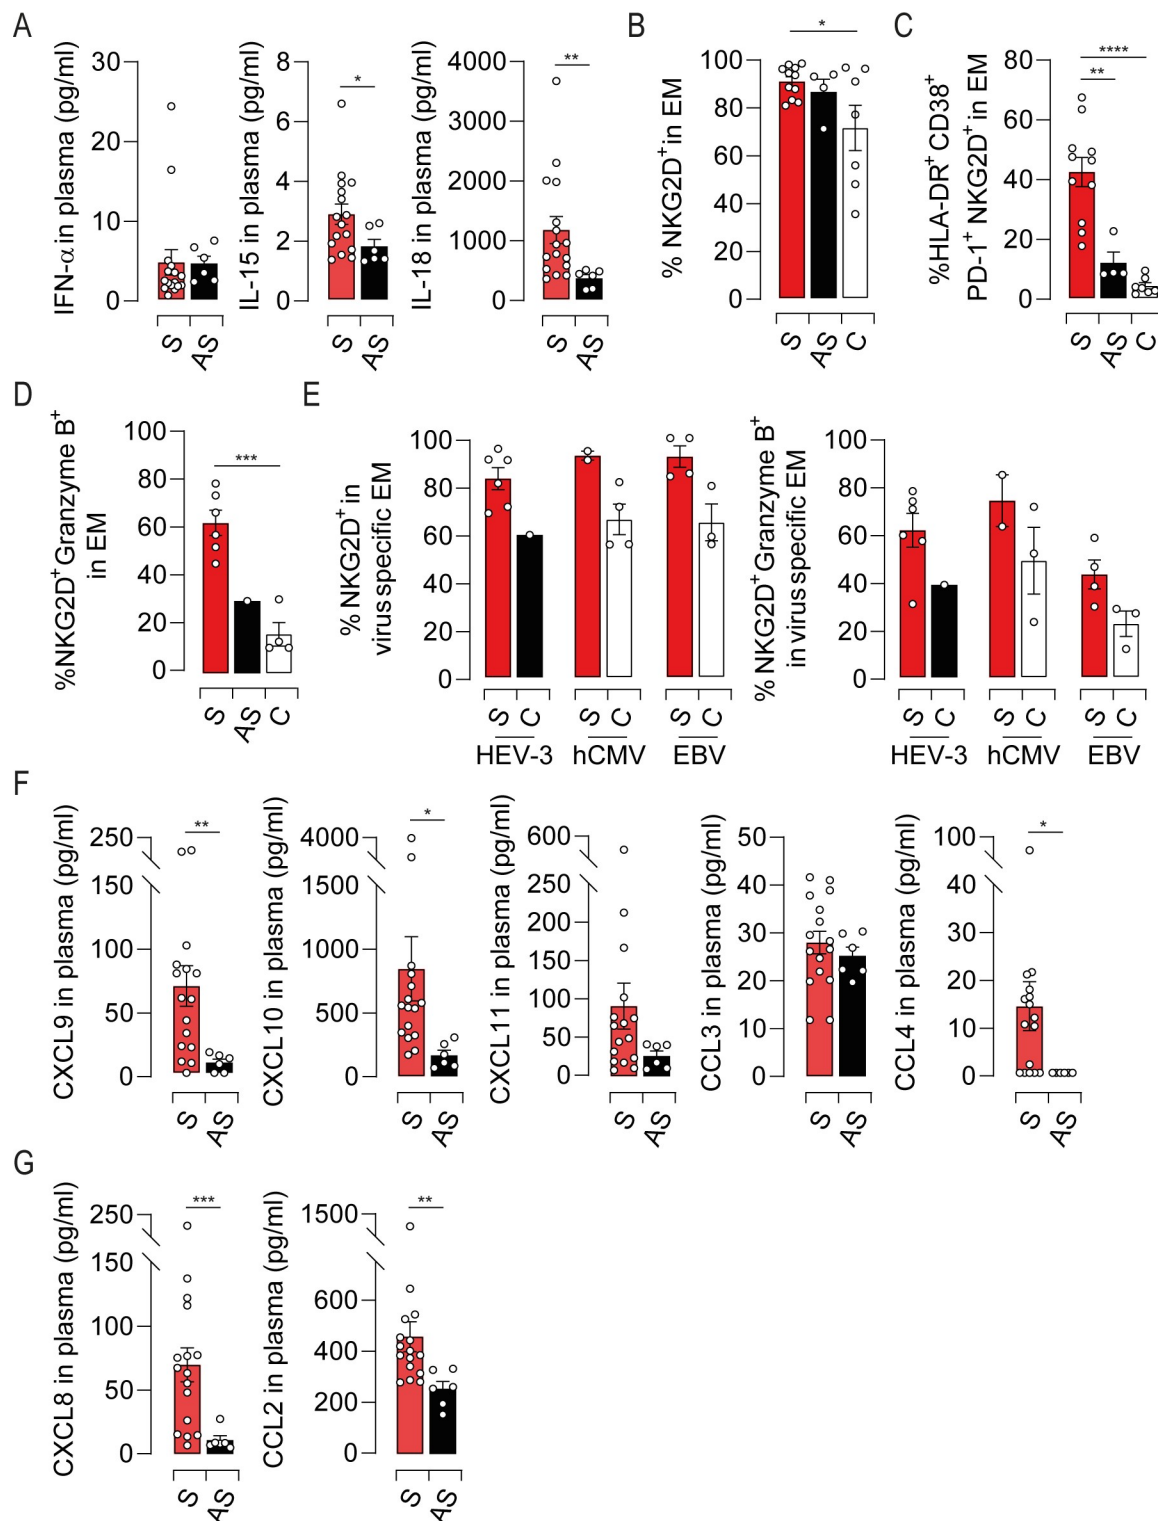 A
IFN-α in plasma (pg/ml)
30
20
10
0
S
AS
IL-15 in plasma (pg/ml)
8
6
4
2
0
*
S
AS
IL-18 in plasma (pg/ml)
4000
3000
2000
1000
0
**
S
AS
B
% NKG2D⁺ in EM
100
80
60
40
20
0
*
S
AS
C
C
%HLA-DR⁺ CD38⁺
PD-1⁺ NKG2D⁺ in EM
80
60
40
20
0
****
**
S
AS
C
D
%NKG2D⁺Granzyme B⁺
in EM
100
80
60
40
20
0
***
S
AS
C
E
% NKG2D⁺ in
virus specific EM
100
80
60
40
20
0
S
C
S
C
S
C
HEV-3
hCMV
EBV
% NKG2D⁺Granzyme B⁺
in virus specific EM
100
80
60
40
20
0
S
C
S
C
S
C
HEV-3
hCMV
EBV
F
CXCL9 in plasma (pg/ml)
250
150
100
50
0
**
S
AS
CXCL10 in plasma (pg/ml)
4000
1500
1000
500
0
*
S
AS
CXCL11 in plasma (pg/ml)
600
250
200
150
100
50
0
S
AS
CCL3 in plasma (pg/ml)
50
40
30
20
10
0
S
AS
CCL4 in plasma (pg/ml)
100
40
30
20
10
0
*
S
AS
G
CXCL8 in plasma (pg/ml)
250
150
100
50
0
***
S
AS
CCL2 in plasma (pg/ml)
1500
600
400
200
0
**
S
AS